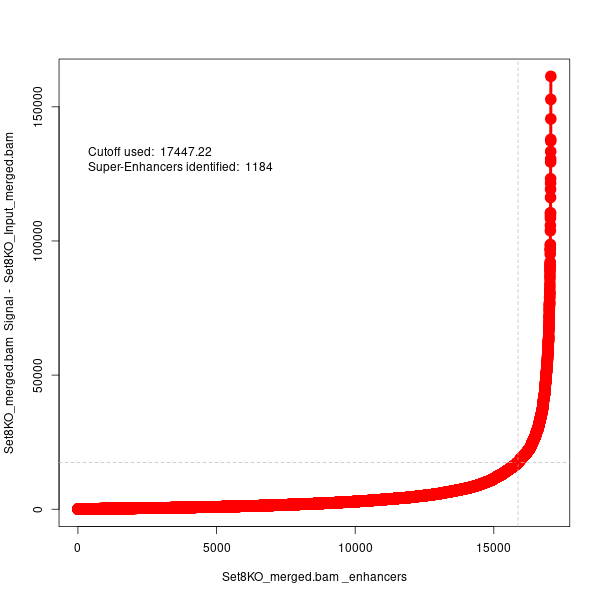 150000
100000
50000
0
Set8KO_merged.bam  Signal -  Set8KO_Input_merged.bam
Cutoff used: 17447.22
Super-Enhancers identified: 1184
0 5000 10000 15000
Set8KO_merged.bam _enhancers